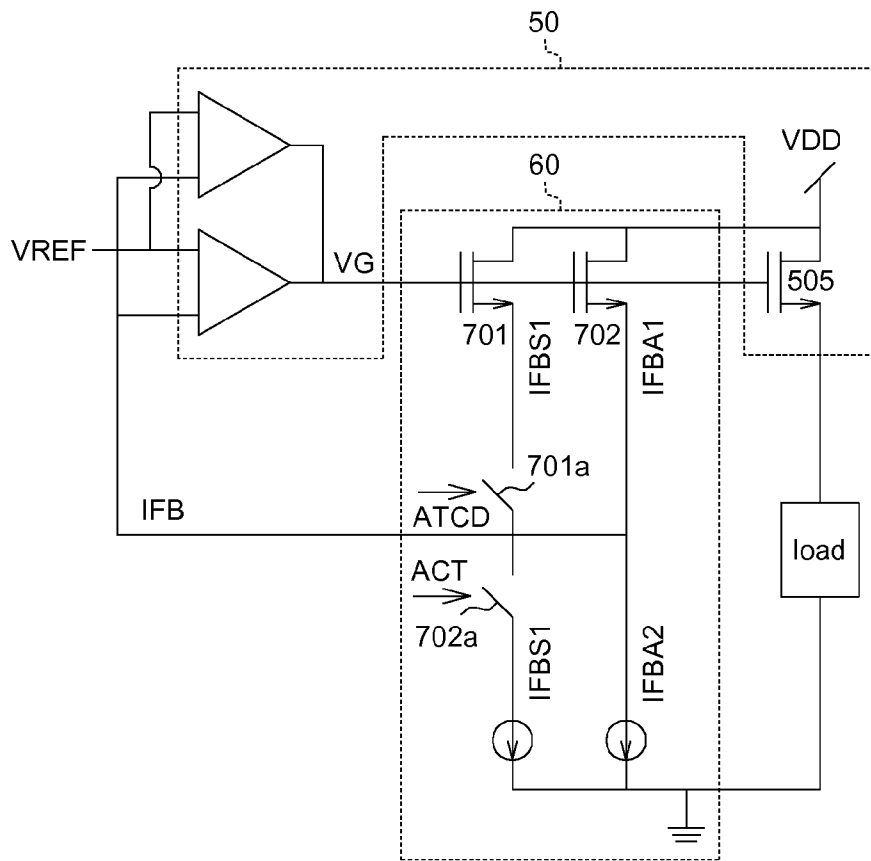 50
VDD
60
VREF
VG
505
701
702
IFBS1
IFBA1
701a
IFB
ATCD
load
ACT
702a
IFBS1
IFBA2